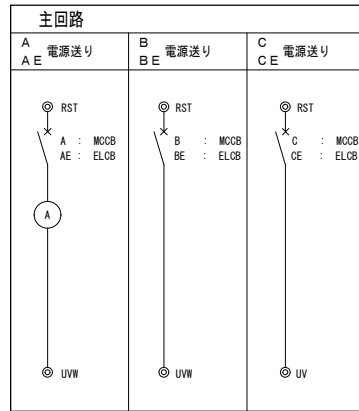 主回路
A
AE 電源送り
B
BE 電源送り
C
CE 電源送り
RST
A : MCCB
AE : ELCB
A
UVW
RST
B : MCCB
BE : ELCB
UVW
RST
C : MCCB
CE : ELCB
UV